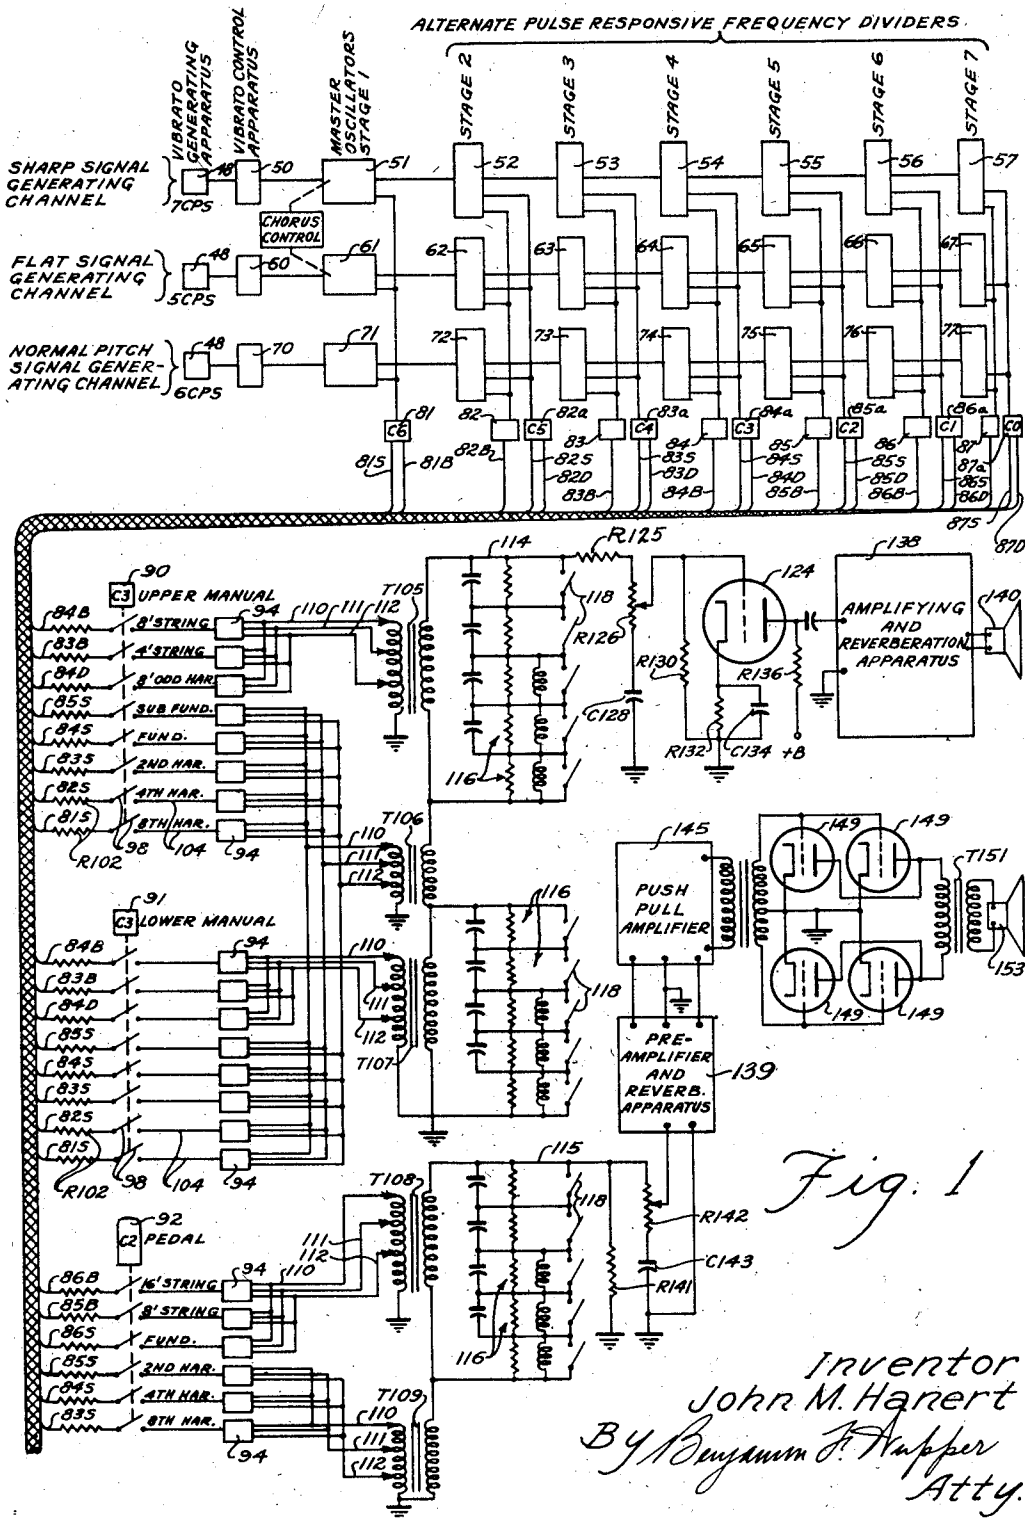 ALTERNATE PULSE RESPONSIVE FREQUENCY DIVIDERS
VIBRATO
GENERATING
APPARATUS
VIBRATO CONTROL
APPARATUS
MASTER
OSCILLATORS
STAGE 1
STAGE 2
STAGE 3
STAGE 4
STAGE 5
STAGE 6
STAGE 7
SHARP SIGNAL
GENERATING
CHANNEL
48
7CPS
50
51
52
53
54
55
56
57
CHORUS
CONTROL
FLAT SIGNAL
GENERATING
CHANNEL
48
5CPS
60
61
62
63
64
65
66
67
NORMAL PITCH
SIGNAL GENER-
ATING CHANNEL
48
6CPS
70
71
72
73
74
75
76
77
C6
81
82
C5
82a
83
C4
83a
84
C3
84a
85
C2
85a
86
C1
86a
87
C0
87a
81S
81B
82B
82S
82D
83B
83S
83D
84B
84S
84D
85B
85S
85D
86B
86S
86D
87S
87D
90
C3
UPPER MANUAL
84B
8' STRING
94
83B
4' STRING
84D
8' ODD HAR.
85S
SUB FUND.
84S
FUND.
83S
2ND HAR.
82S
4TH HAR.
81S
8TH HAR.
R102
98
104
94
110
111
112
T105
114
R125
118
R126
C128
116
R130
124
R136
R132
C134
+B
138
AMPLIFYING
AND
REVERBERATION
APPARATUS
140
T106
110
111
112
91
C3
LOWER MANUAL
84B
83B
84D
85S
84S
83S
82S
81S
R102
98
104
94
94
110
111
112
T107
116
118
145
PUSH
PULL
AMPLIFIER
149
149
149
149
T151
153
PRE-
AMPLIFIER
AND
REVERB.
APPARATUS
139
92
C2
PEDAL
86B
16' STRING
94
85B
8' STRING
86S
FUND.
85S
2ND HAR.
84S
4TH HAR.
83S
8TH HAR.
94
110
111
112
T108
115
118
116
R142
C143
R141
T109
110
111
112
Fig. 1
Inventor
John M. Hanert
By Benjamin F. Wupper
Atty.